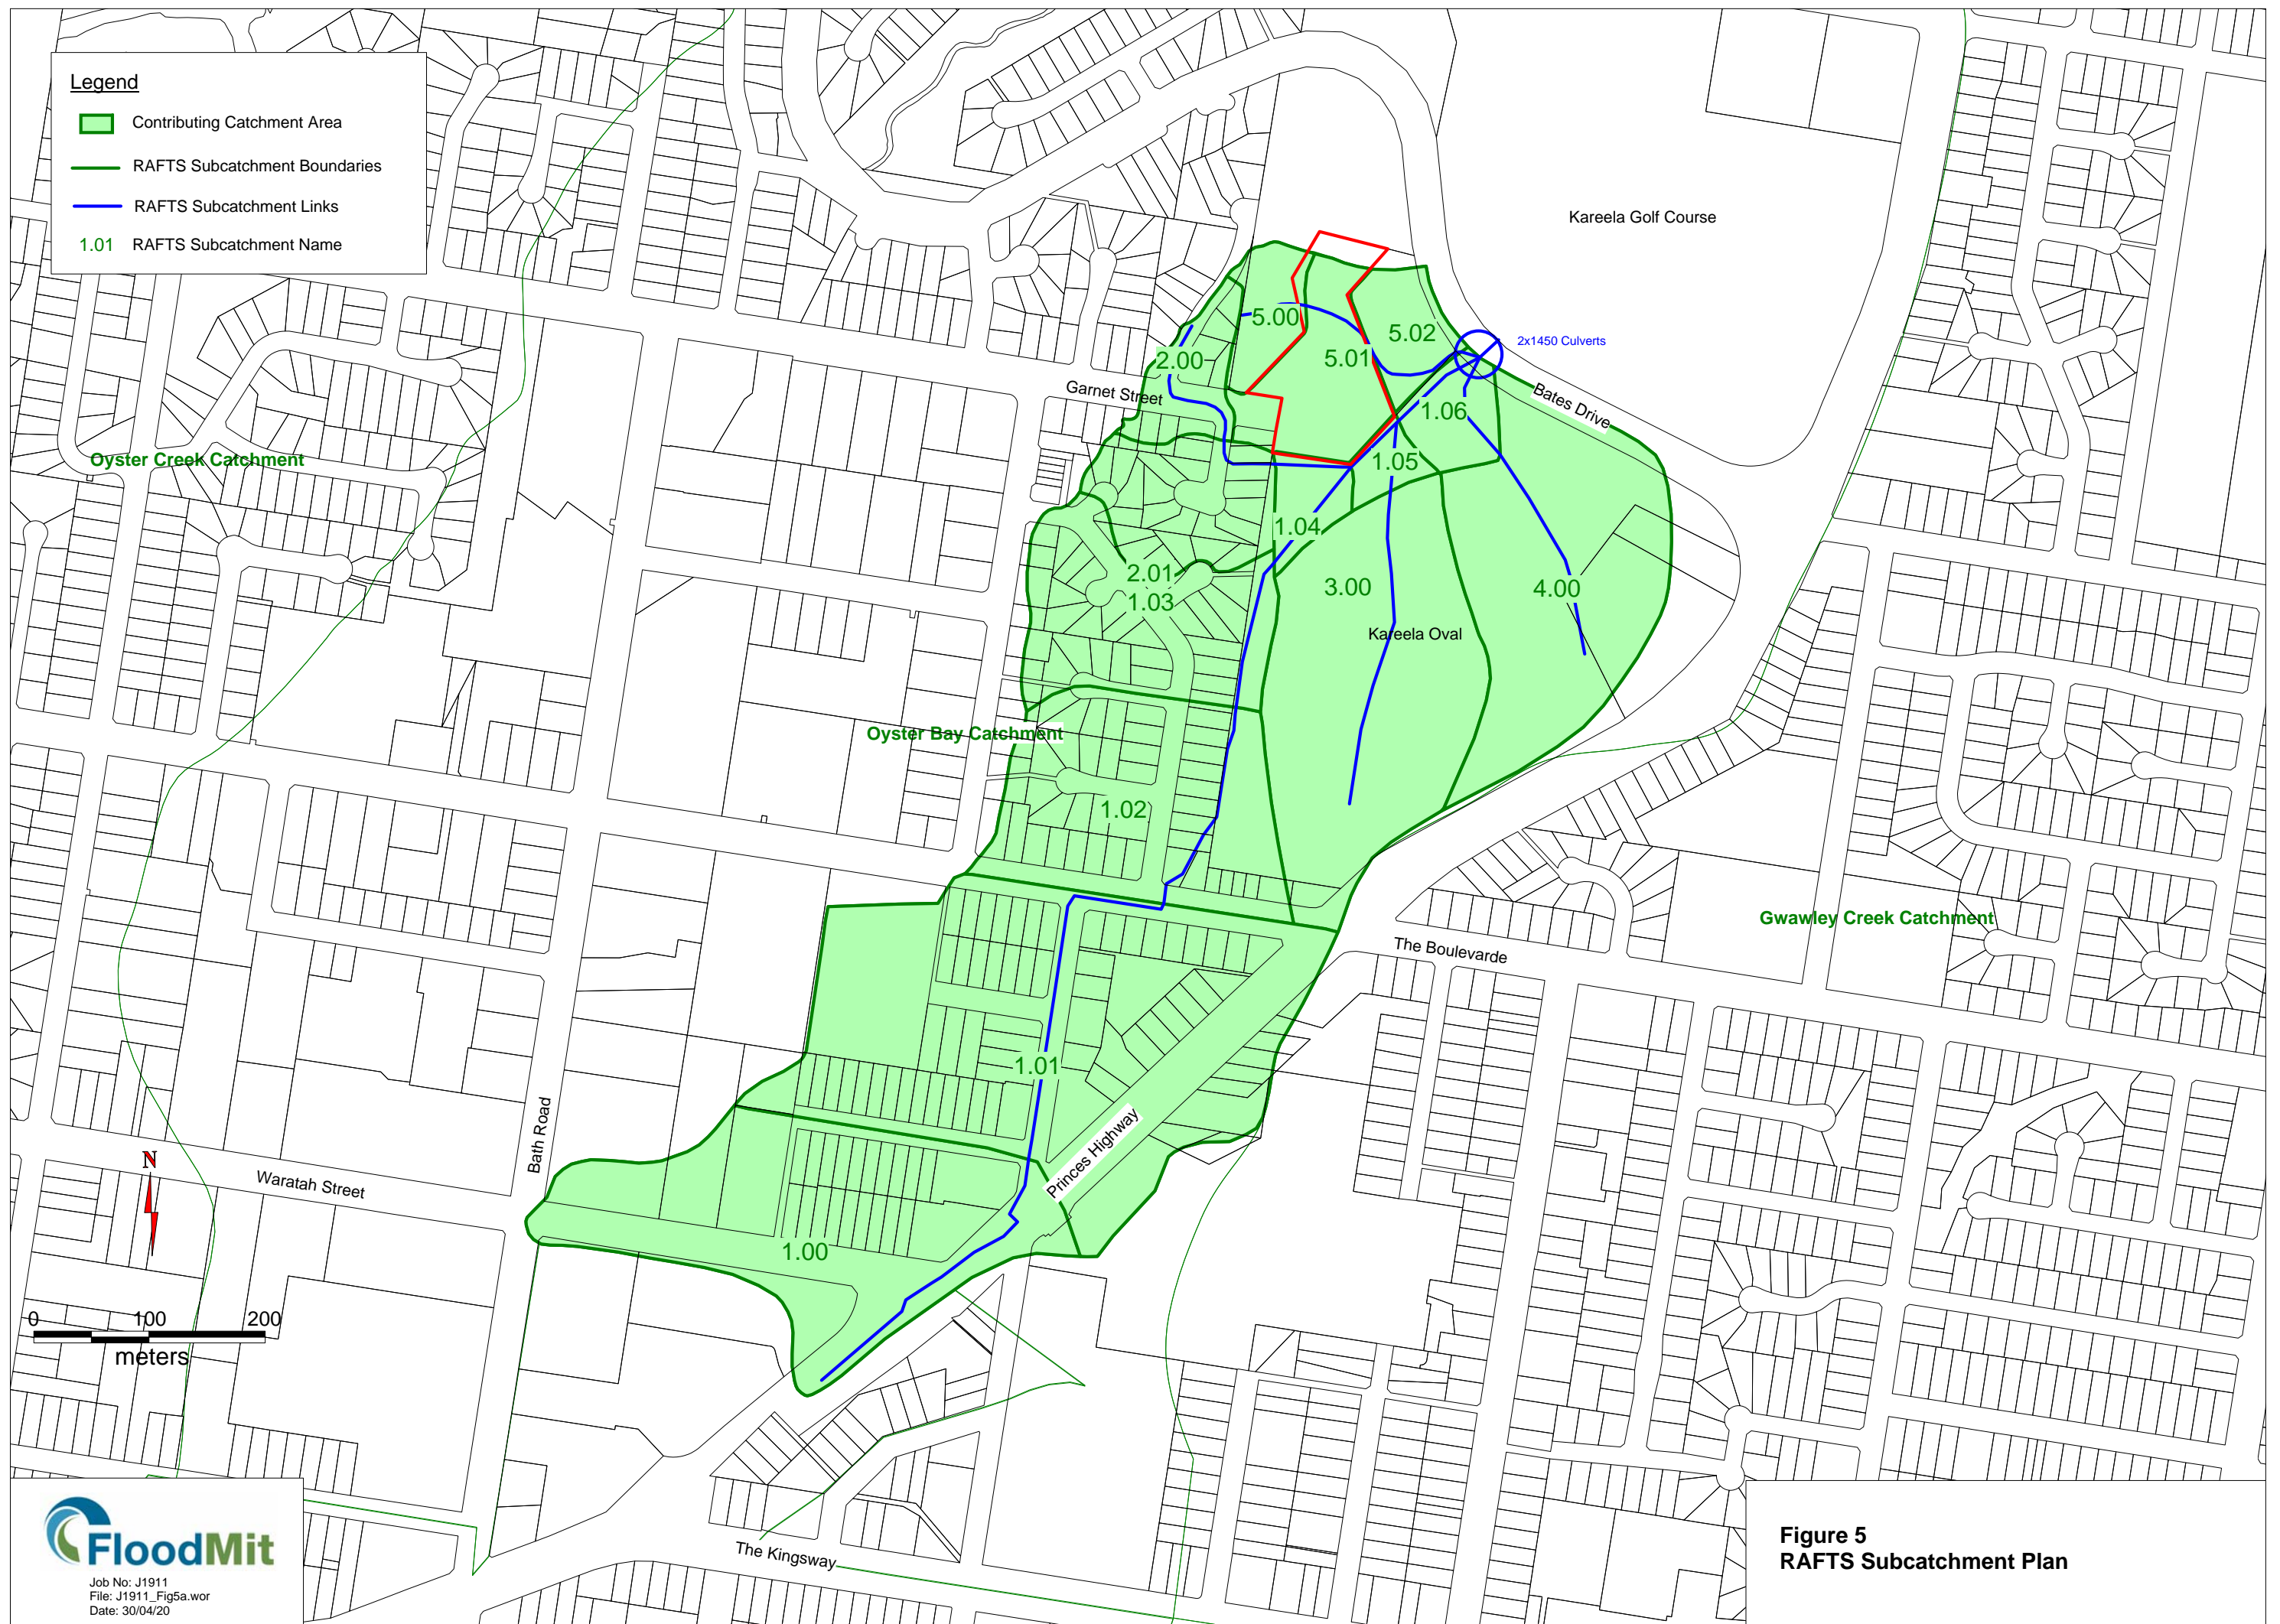 Legend
Contributing Catchment Area
RAFTS Subcatchment Boundaries
RAFTS Subcatchment Links
1.01 RAFTS Subcatchment Name
Kareela Golf Course
5.00
5.02
2x1450 Culverts
5.01
2.00
Garnet Street
Bates Drive
1.06
Oyster Creek Catchment
1.05
1.04
2.01
3.00
4.00
1.03
Kareela Oval
Oyster Bay Catchment
1.02
Gwawley Creek Catchment
The Boulevarde
1.01
Bath Road
Princes Highway
N
Waratah Street
1.00
0 100 200
meters
The Kingsway
FloodMit
Job No: J1911
File: J1911_Fig5a.wor
Date: 30/04/20
Figure 5
RAFTS Subcatchment Plan